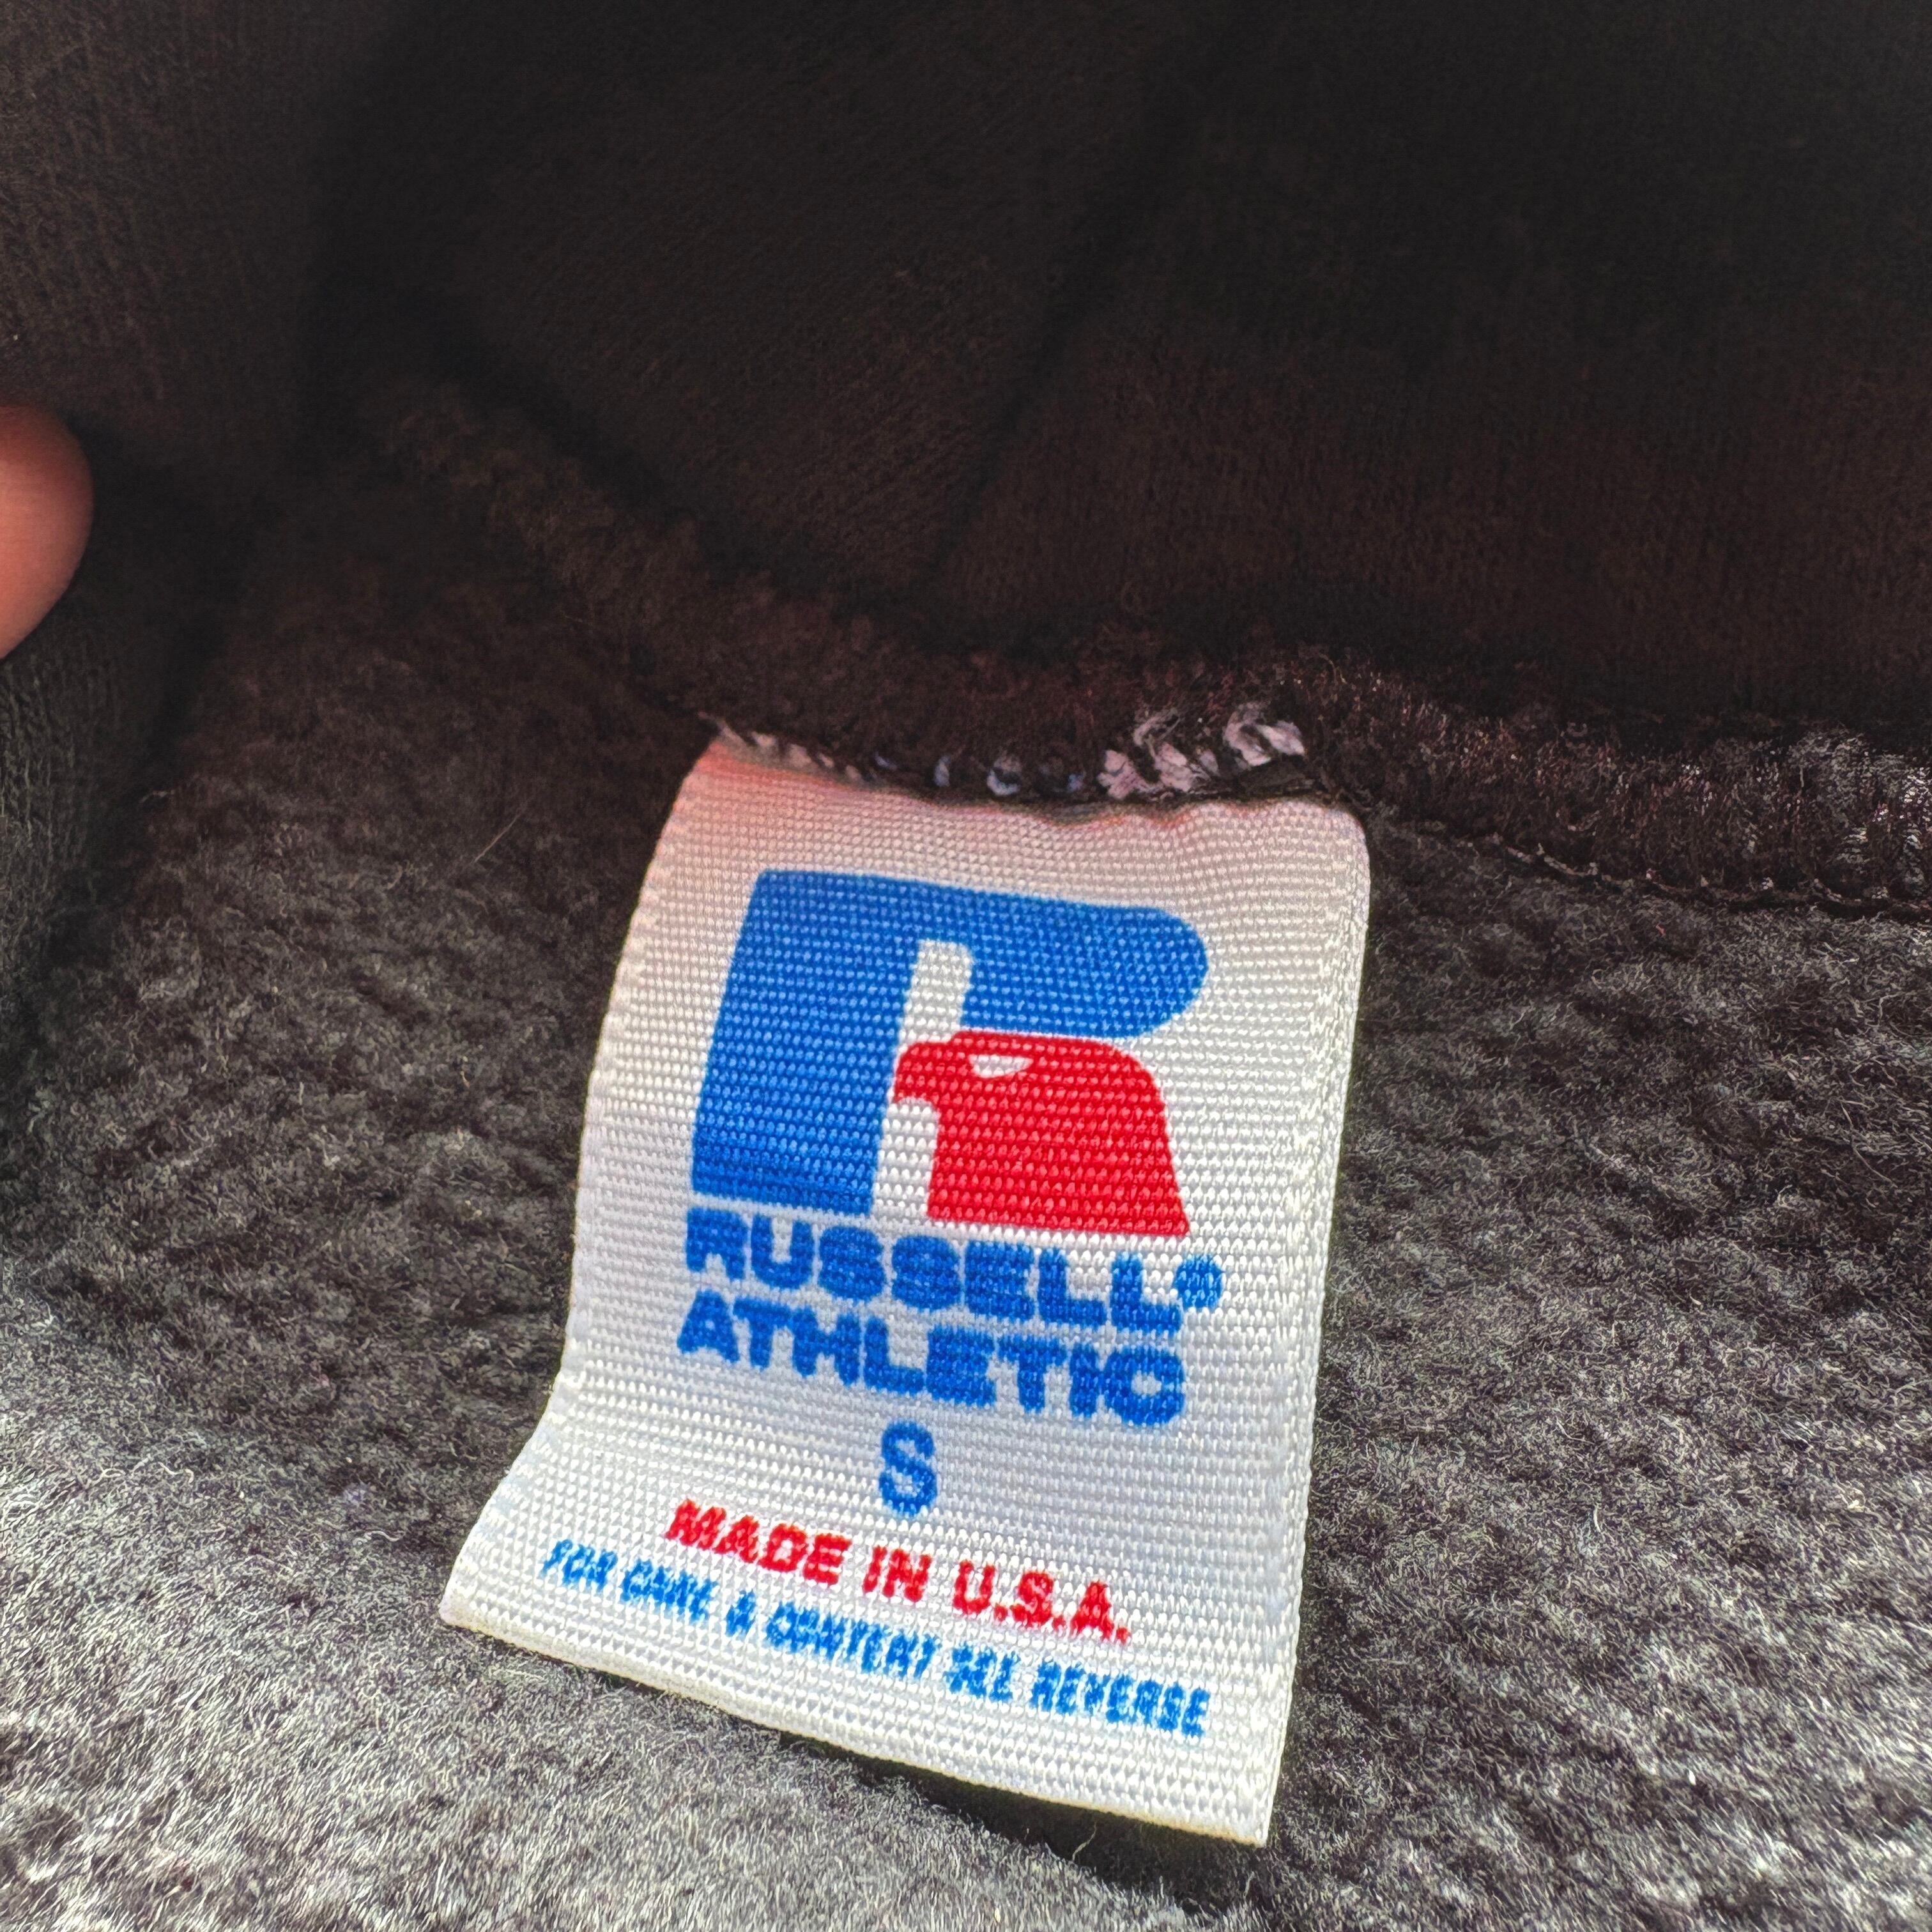 RUSSELL®
ATHLETIC
S
MADE IN U.S.A.
FOR CARE & CONTENT SEE REVERSE